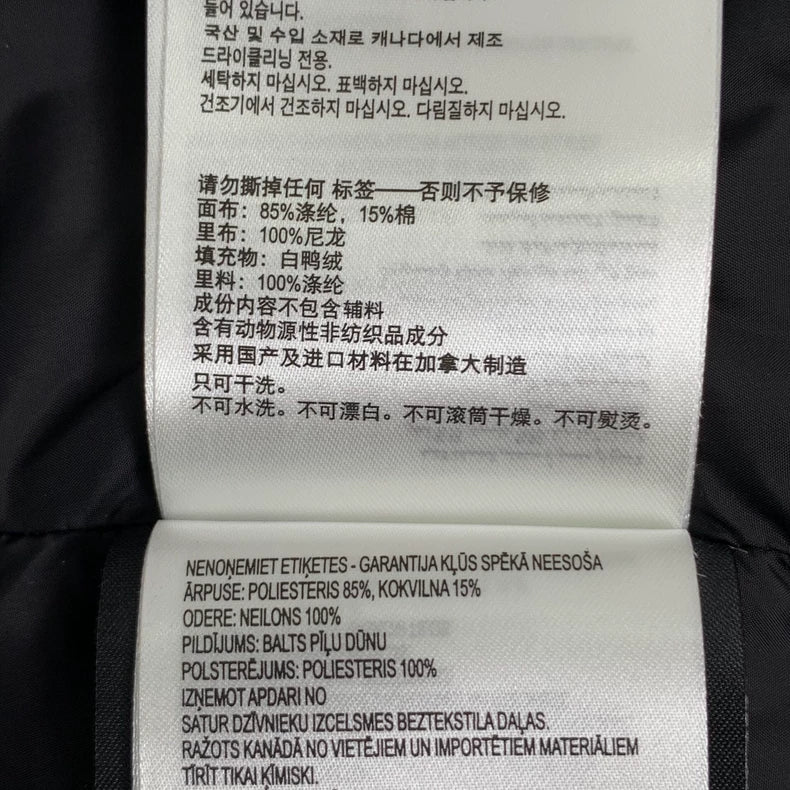 들어 있습니다.
국산 및 수입 소재로 캐나다에서 제조
드라이클리닝 전용.
세탁하지 마십시오. 표백하지 마십시오.
건조기에서 건조하지 마십시오. 다림질하지 마십시오.
请勿撕掉任何 标签——否则不予保修
面布：85%涤纶，15%棉
里布：100%尼龙
填充物：白鸭绒
里料：100%涤纶
成份内容不包含辅料
含有动物源性非纺织品成分
采用国产及进口材料在加拿大制造
只可干洗。
不可水洗。不可漂白。不可滚筒干燥。不可熨烫。
NENOŅEMIET ETIĶETES - GARANTIJA KĻŪS SPĒKĀ NEESOŠA
ĀRPUSE: POLIESTERIS 85%, KOKVILNA 15%
ODERE: NEILONS 100%
PILDĪJUMS: BALTS PĪĻU DŪNU
POLSTERĒJUMS: POLIESTERIS 100%
IZŅEMOT APDARI NO
SATUR DZĪVNIEKU IZCELSMES BEZTEKSTILA DAĻAS.
RAŽOTS KANĀDĀ NO VIETĒJIEM UN IMPORTĒTIEM MATERIĀLIEM
TĪRĪT TIKAI ĶĪMISKI.